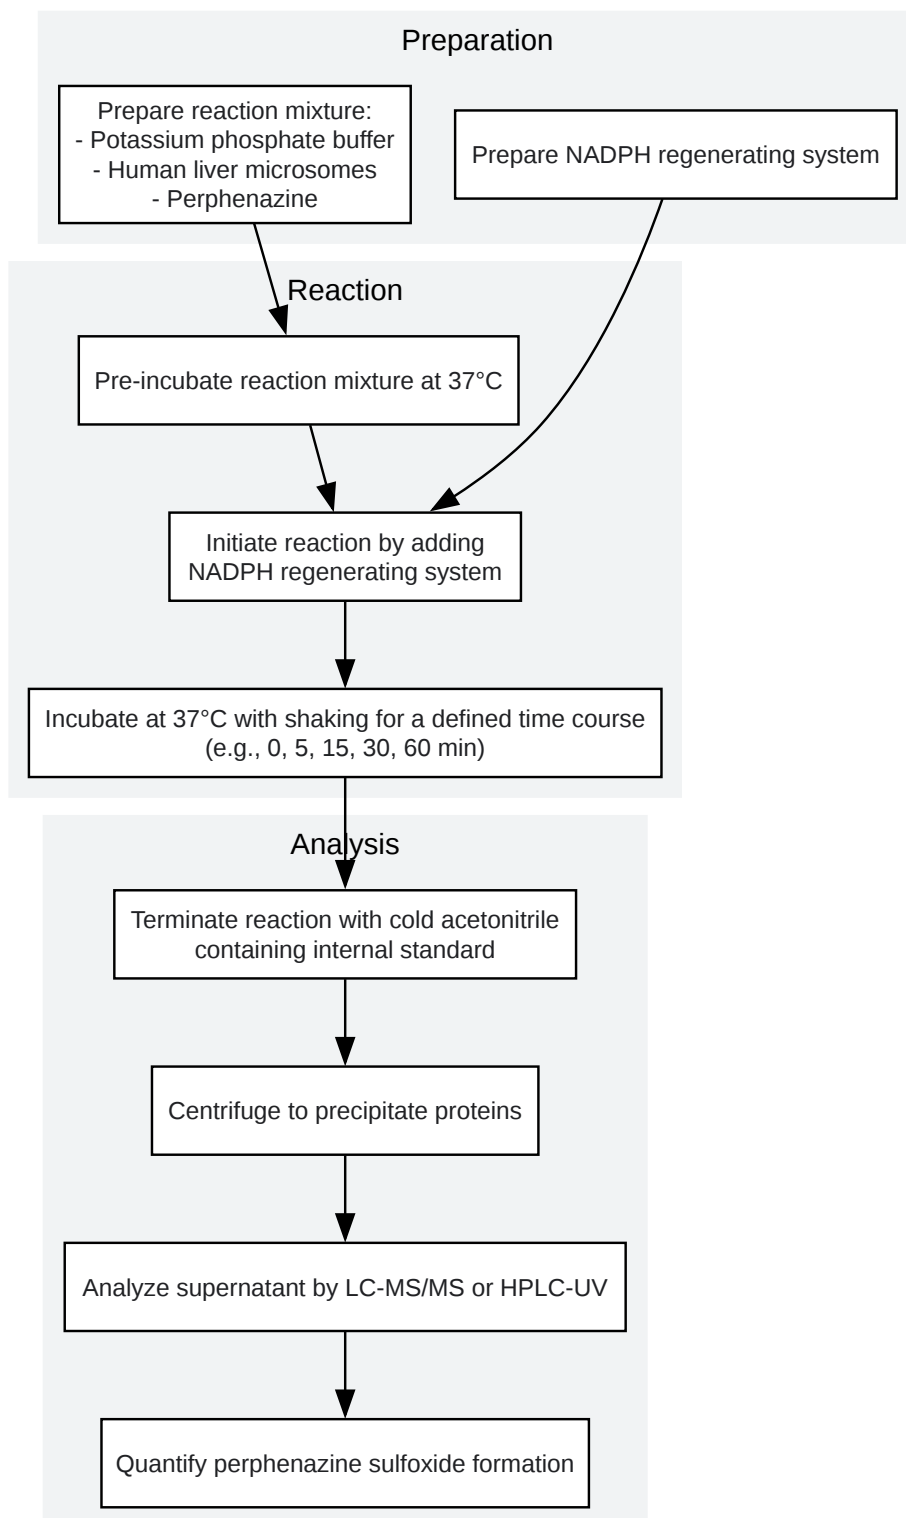 Preparation
Prepare reaction mixture:
- Potassium phosphate buffer
- Human liver microsomes
- Perphenazine
Prepare NADPH regenerating system
Reaction
Pre-incubate reaction mixture at 37°C
Initiate reaction by adding
NADPH regenerating system
Incubate at 37°C with shaking for a defined time course
(e.g., 0, 5, 15, 30, 60 min)
Analysis
Terminate reaction with cold acetonitrile
containing internal standard
Centrifuge to precipitate proteins
Analyze supernatant by LC-MS/MS or HPLC-UV
Quantify perphenazine sulfoxide formation